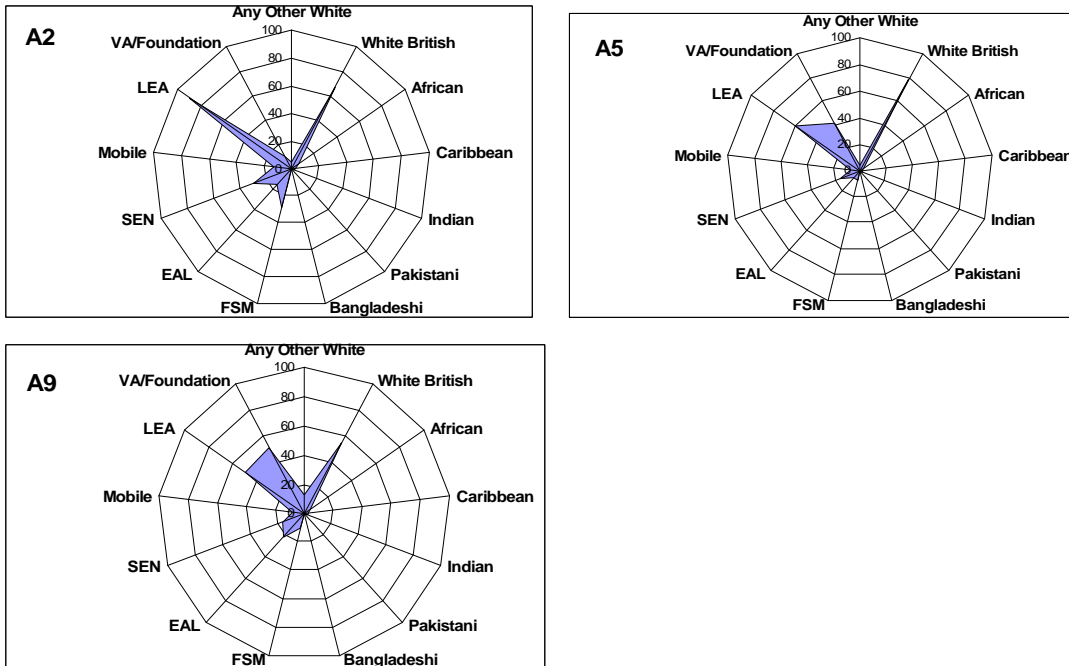 A2
Any Other White
100
80
60
40
20
0
White British
African
Caribbean
Indian
Pakistani
Bangladeshi
FSM
EAL
SEN
Mobile
LEA
VA/Foundation
A5
Any Other White
100
80
60
40
20
0
White British
African
Caribbean
Indian
Pakistani
Bangladeshi
FSM
EAL
SEN
Mobile
LEA
VA/Foundation
A9
Any Other White
100
80
60
40
20
0
White British
African
Caribbean
Indian
Pakistani
Bangladeshi
FSM
EAL
SEN
Mobile
LEA
VA/Foundation